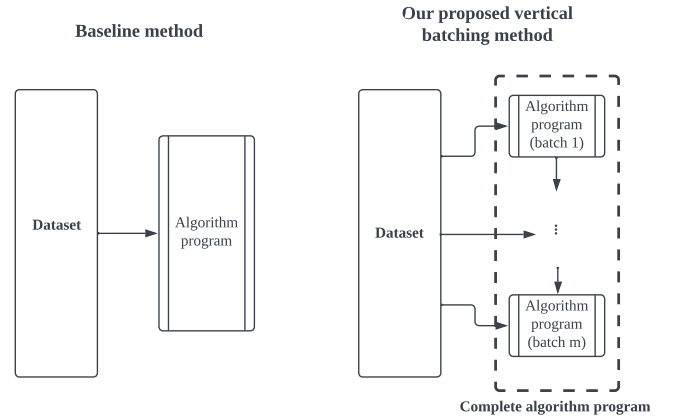 Baseline method
Our proposed vertical
batching method
Dataset
Algorithm
program
Dataset
Algorithm
program
(batch 1)
⋮
Algorithm
program
(batch m)
Complete algorithm program